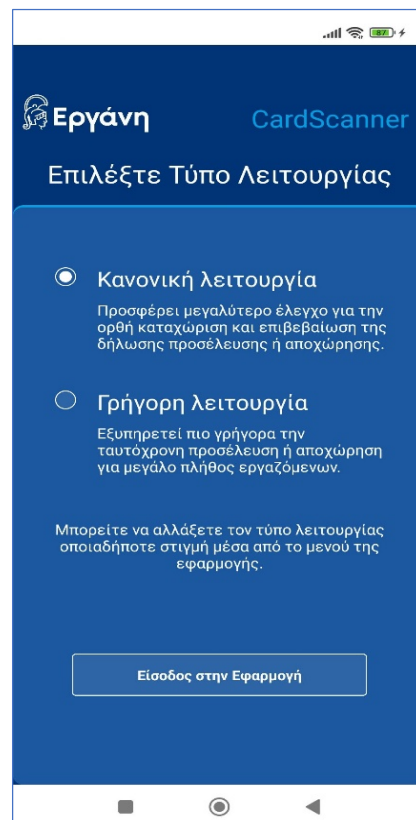 87
Εργάνη
CardScanner
Επιλέξτε Τύπο Λειτουργίας
Κανονική λειτουργία
Προσφέρει μεγαλύτερο έλεγχο για την
ορθή καταχώριση και επιβεβαίωση της
δήλωσης προσέλευσης ή αποχώρησης.
Γρήγορη λειτουργία
Εξυπηρετεί πιο γρήγορα την
ταυτόχρονη προσέλευση ή αποχώρηση
για μεγάλο πλήθος εργαζόμενων.
Μπορείτε να αλλάξετε τον τύπο λειτουργίας
οποιαδήποτε στιγμή μέσα από το μενού της
εφαρμογής.
Είσοδος στην Εφαρμογή